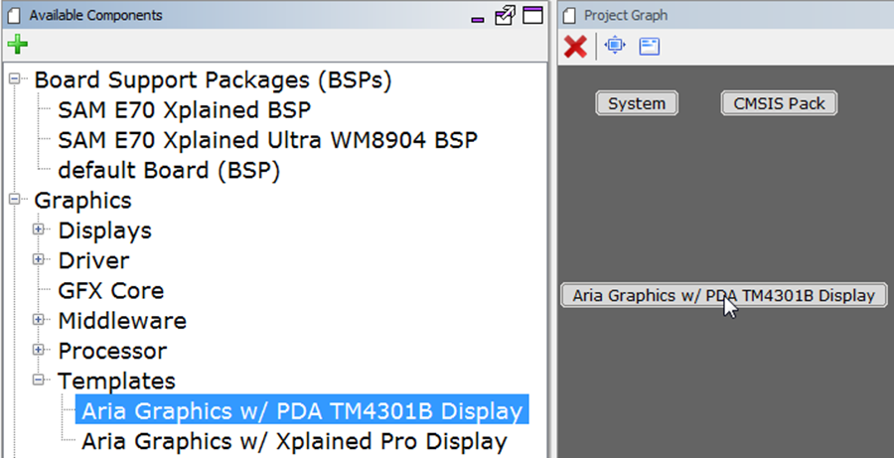 Available Components
Board Support Packages (BSPs)
SAM E70 Xplained BSP
SAM E70 Xplained Ultra WM8904 BSP
default Board (BSP)
Graphics
Displays
Driver
GFX Core
Middleware
Processor
Templates
Aria Graphics w/ PDA TM4301B Display
Aria Graphics w/ Xplained Pro Display
Project Graph
System
CMSIS Pack
Aria Graphics w/ PDA TM4301B Display